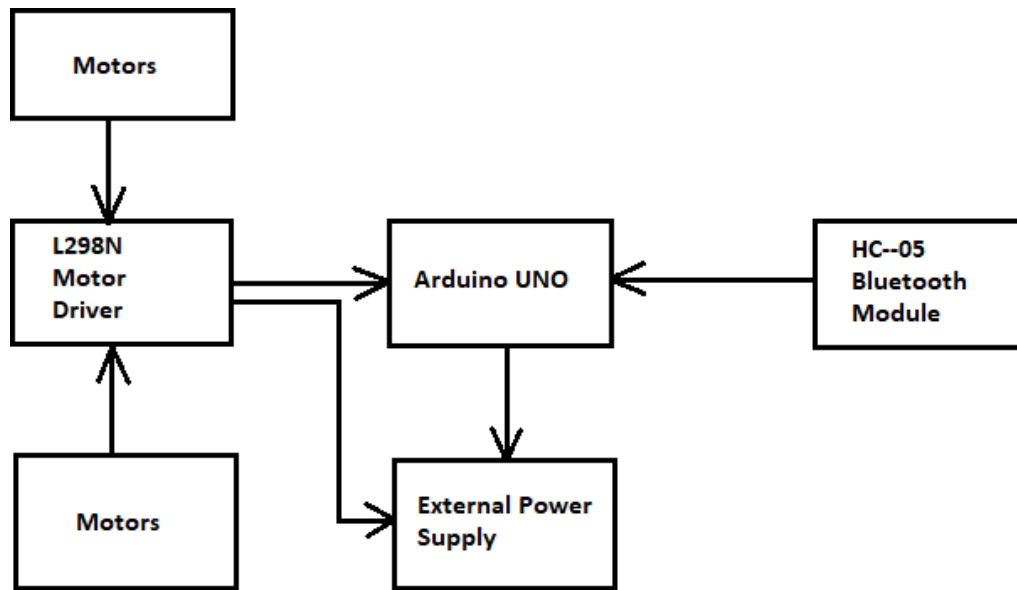 Motors
L298N
Motor
Driver
Arduino UNO
HC--05
Bluetooth
Module
Motors
External Power
Supply